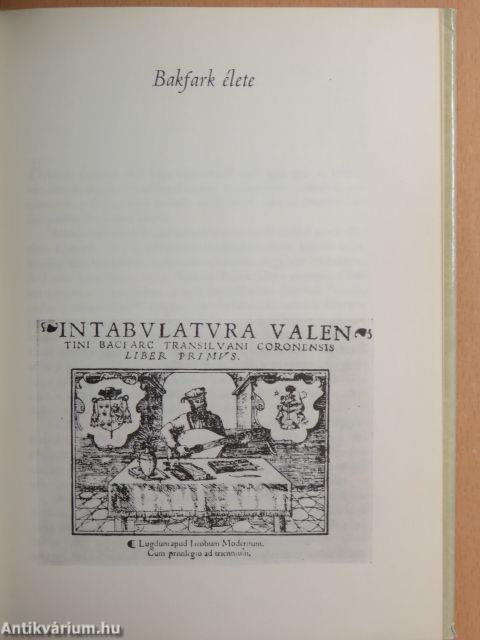 Bakfark élete
INTABVLATVRA VALEN
TINI BACFARC TRANSILVANI CORONENSIS
LIBER PRIMVS.
Lugduni apud Iacobum Modernum.
Cum priuilegio ad triennium.
Antikvárium.hu